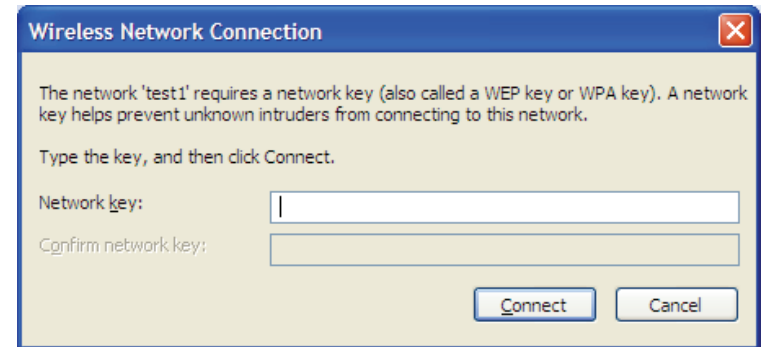 Wireless Network Connection
The network 'test1' requires a network key (also called a WEP key or WPA key). A network
key helps prevent unknown intruders from connecting to this network.
Type the key, and then click Connect.
Network key:
Confirm network key:
Connect Cancel